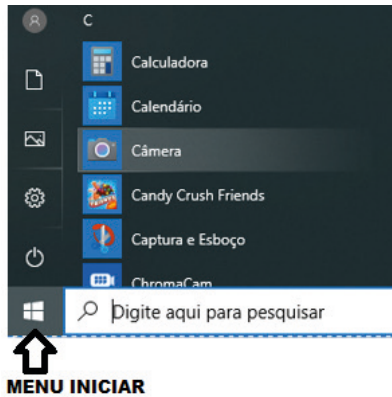 C
Calculadora
Calendário
Câmera
Candy Crush Friends
Captura e Esboço
ChromaCam
Digite aqui para pesquisar
MENU INICIAR